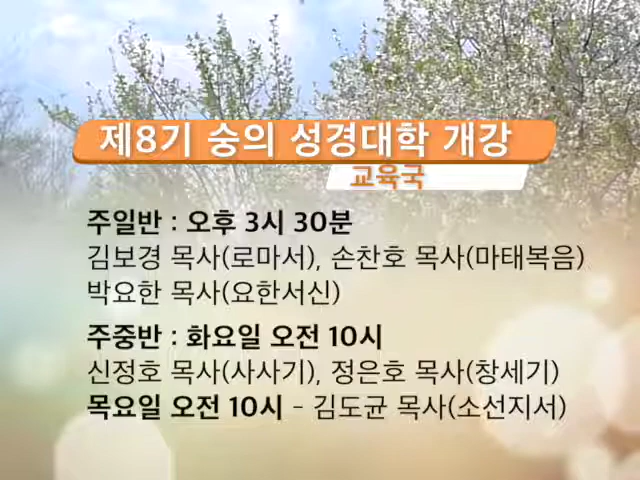 제8기 숭의 성경대학 개강
교육국
주일반 : 오후 3시 30분
김보경 목사(로마서), 손찬호 목사(마태복음)
박요한 목사(요한서신)
주중반 : 화요일 오전 10시
신정호 목사(사사기), 정은호 목사(창세기)
목요일 오전 10시 - 김도균 목사(소선지서)